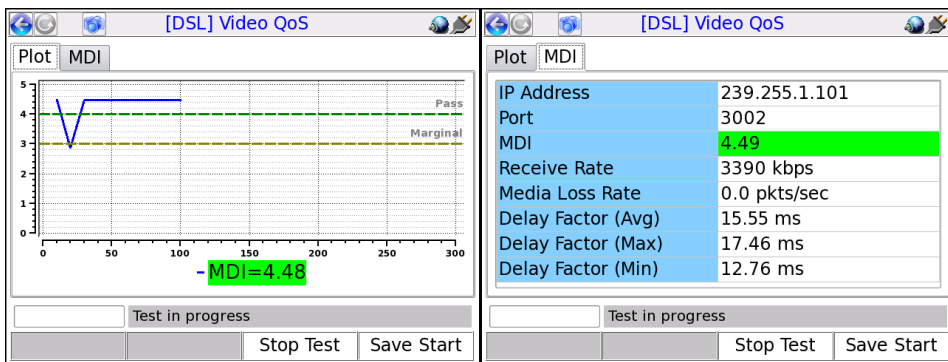 [DSL] Video QoS
Plot MDI
5
Pass
4
Marginal
3
2
1
0
0 50 100 150 200 250 300
MDI=4.48
Test in progress
Stop Test Save Start
[DSL] Video QoS
Plot MDI
IP Address 239.255.1.101
Port 3002
MDI 4.49
Receive Rate 3390 kbps
Media Loss Rate 0.0 pkts/sec
Delay Factor (Avg) 15.55 ms
Delay Factor (Max) 17.46 ms
Delay Factor (Min) 12.76 ms
Test in progress
Stop Test Save Start